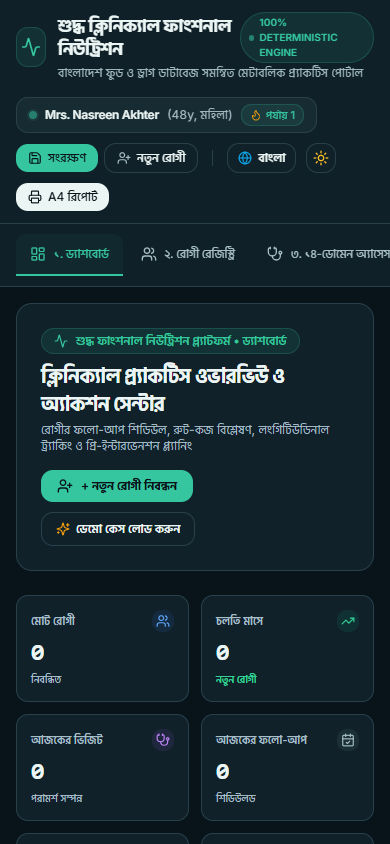 শুদ্ধ ক্লিনিক্যাল ফাংশনাল
নিউট্রিশন
100%
DETERMINISTIC
ENGINE
বাংলাদেশ ফুড ও ড্রাগ ডাটাবেজ সমন্বিত মেটাবলিক প্র্যাকটিস পোর্টাল
Mrs. Nasreen Akhter (48y, মহিলা) পর্যায় 1
সংরক্ষণ নতুন রোগী বাংলা
A4 রিপোর্ট
১. ড্যাশবোর্ড ২. রোগী রেজিস্ট্রি ৩. ১৪-ডোমেন অ্যাসেস
শুদ্ধ ফাংশনাল নিউট্রিশন প্ল্যাটফর্ম • ড্যাশবোর্ড
ক্লিনিক্যাল প্র্যাকটিস ওভারভিউ ও
অ্যাকশন সেন্টার
রোগীর ফলো-আপ শিডিউল, রুট-কজ বিশ্লেষণ, লংগিটিউডিনাল
ট্র্যাকিং ও প্রি-ইন্টারভেনশন প্ল্যানিং
+ নতুন রোগী নিবন্ধন
ডেমো কেস লোড করুন
মোট রোগী
0
নিবন্ধিত
চলতি মাসে
0
নতুন রোগী
আজকের ভিজিট
0
পরামর্শ সম্পন্ন
আজকের ফলো-আপ
0
শিডিউলড